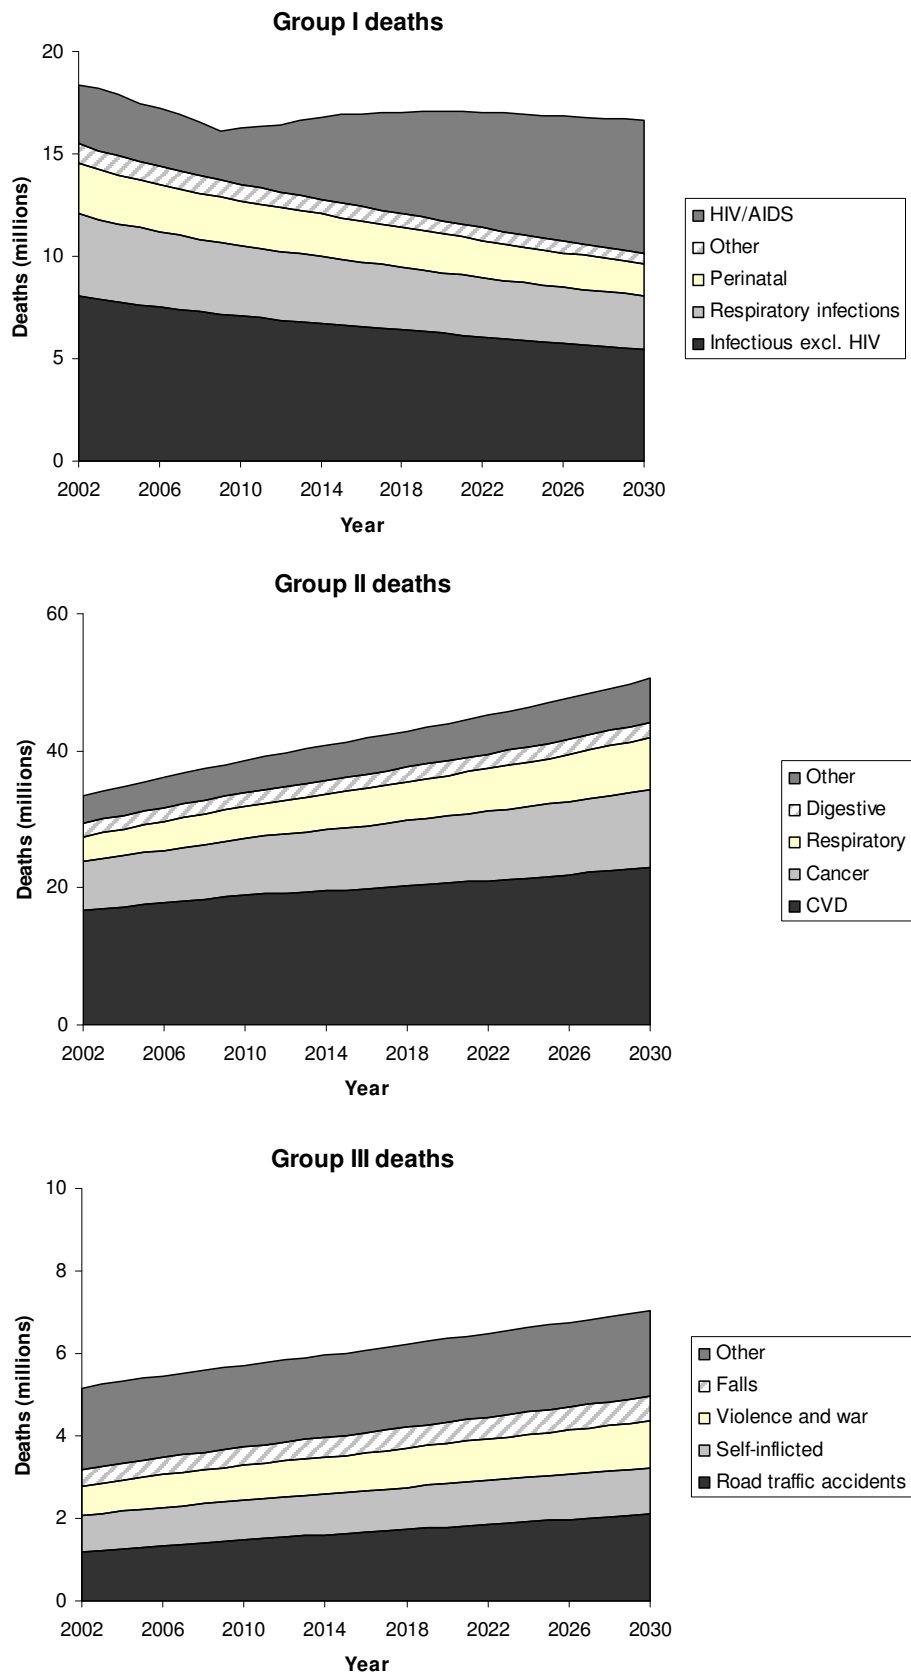 Group I deaths
20
15
10
5
0
Deaths (millions)
2002 2006 2010 2014 2018 2022 2026 2030
Year
HIV/AIDS
Other
Perinatal
Respiratory infections
Infectious excl. HIV
Group II deaths
60
40
20
0
Deaths (millions)
2002 2006 2010 2014 2018 2022 2026 2030
Year
Other
Digestive
Respiratory
Cancer
CVD
Group III deaths
10
8
6
4
2
0
Deaths (millions)
2002 2006 2010 2014 2018 2022 2026 2030
Year
Other
Falls
Violence and war
Self-inflicted
Road traffic accidents